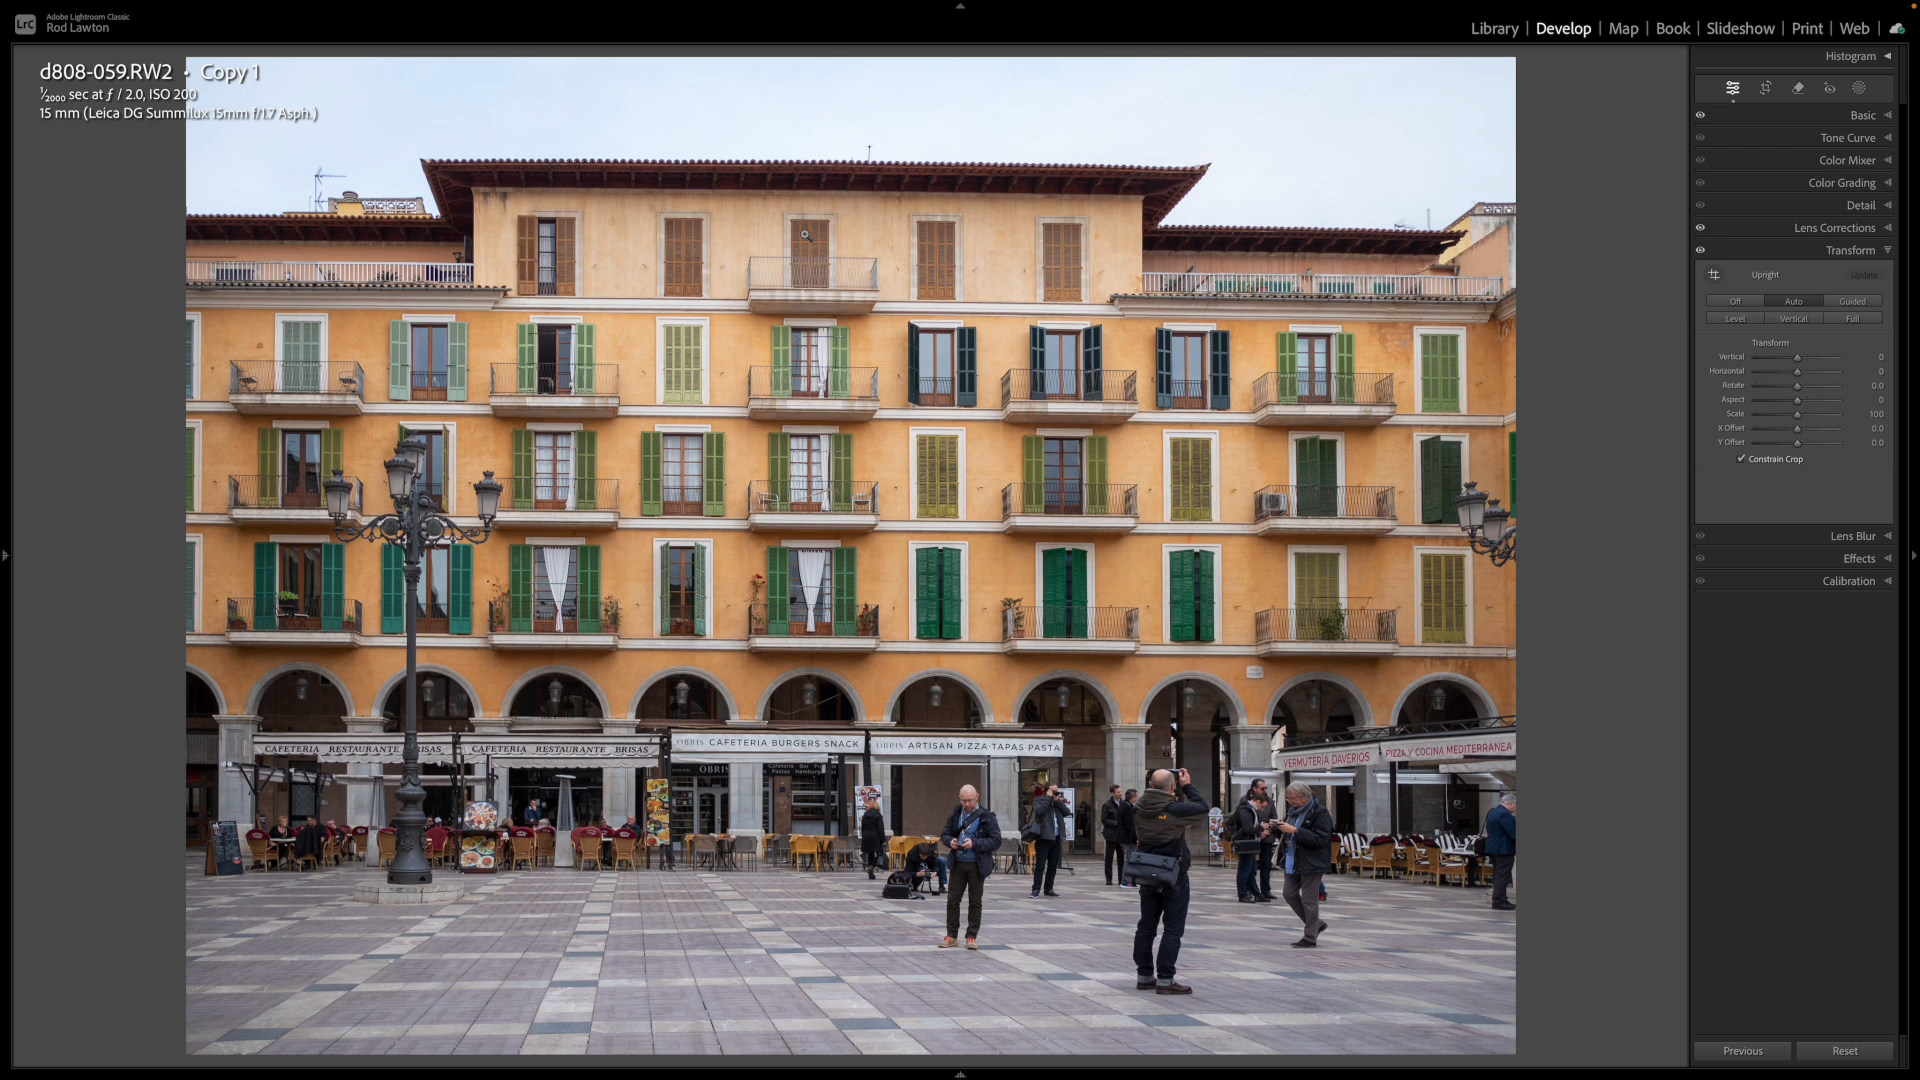 Adobe Lightroom Classic
LrC
Rod Lawton
Library | Develop | Map | Book | Slideshow | Print | Web
d808-059.RW2 • Copy 1
1/2000 sec at ƒ / 2.0, ISO 200
15 mm (Leica DG Summilux 15mm f/1.7 Asph.)
Histogram
Basic
Tone Curve
Color Mixer
Color Grading
Detail
Lens Corrections
Transform
Upright
Update
Off
Auto
Guided
Level
Vertical
Full
Transform
Vertical 0
Horizontal 0
Rotate 0.0
Aspect 0
Scale 100
X Offset 0.0
Y Offset 0.0
Constrain Crop
Lens Blur
Effects
Calibration
CAFETERIA RESTAURANTE BRISAS
CAFETERIA RESTAURANTE BRISAS
OBRIS CAFETERIA BURGERS SNACK
OBRIS ARTISAN PIZZA·TAPAS·PASTA
VERMUTERIA DAVERIOS
PIZZA Y COCINA MEDITERRANEA
OBRIS
Previous
Reset